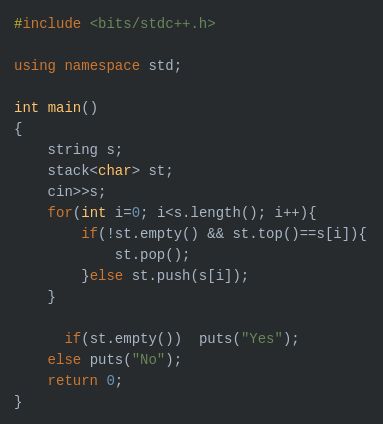 #include <bits/stdc++.h>
using namespace std;
int main()
{
    string s;
    stack<char> st;
    cin>>s;
    for(int i=0; i<s.length(); i++){
        if(!st.empty() && st.top()==s[i]){
            st.pop();
        }else st.push(s[i]);
    }
      if(st.empty())  puts("Yes");
    else puts("No");
    return 0;
}